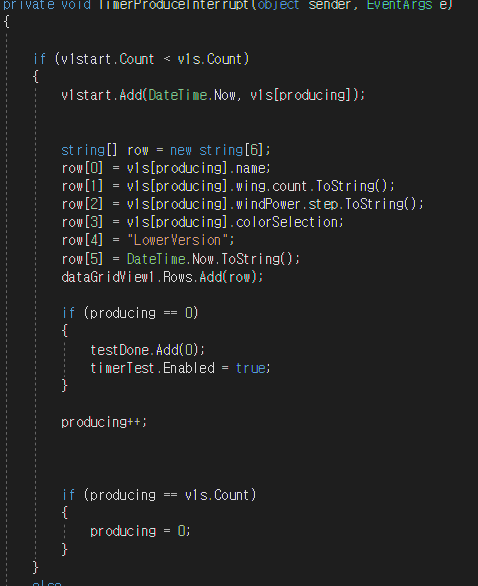 private void TimerProduceInterrupt(object sender, EventArgs e)
{
if (v1start.Count < v1s.Count)
{
v1start.Add(DateTime.Now, v1s[producing]);
string[] row = new string[6];
row[0] = v1s[producing].name;
row[1] = v1s[producing].wing.count.ToString();
row[2] = v1s[producing].windPower.step.ToString();
row[3] = v1s[producing].colorSelection;
row[4] = "LowerVersion";
row[5] = DateTime.Now.ToString();
dataGridView1.Rows.Add(row);
if (producing == 0)
{
testDone.Add(0);
timerTest.Enabled = true;
}
producing++;
if (producing == v1s.Count)
{
producing = 0;
}
}
else